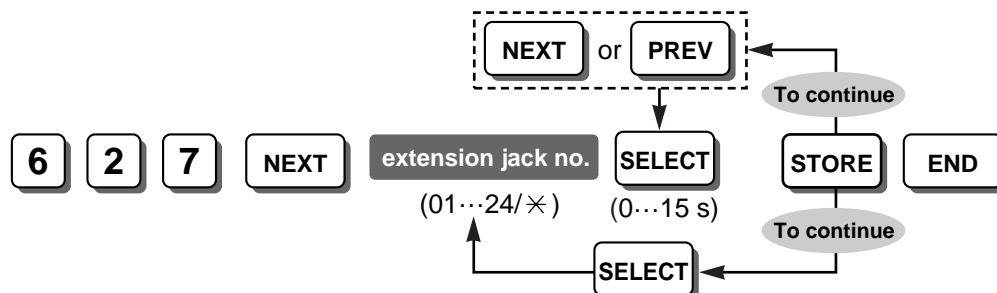 NEXT or PREV
To continue
6 2 7 NEXT extension jack no. SELECT STORE END
(01···24/✳) (0···15 s)
To continue
SELECT